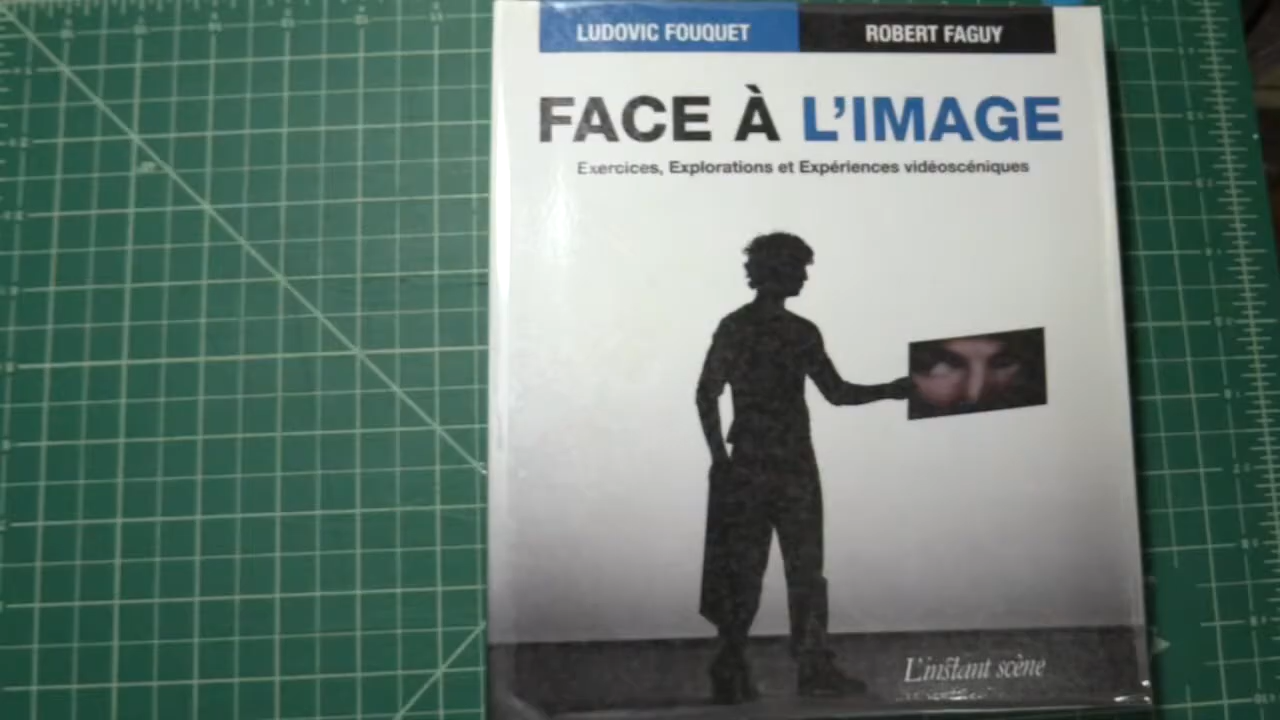 LUDOVIC FOUQUET
ROBERT FAGUY
FACE À L'IMAGE
Exercices, Explorations et Expériences vidéoscéniques
L'instant scène